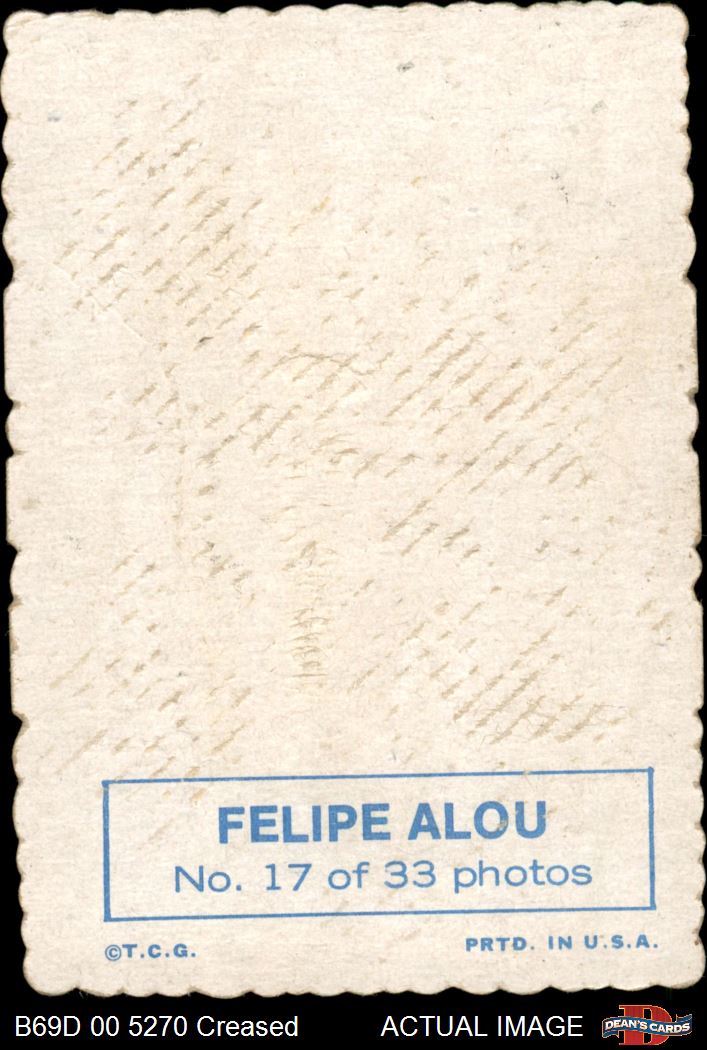 FELIPE ALOU
No. 17 of 33 photos
©T.C.G. PRTD. IN U.S.A.
B69D 00 5270 Creased ACTUAL IMAGE DEAN'S CARDS